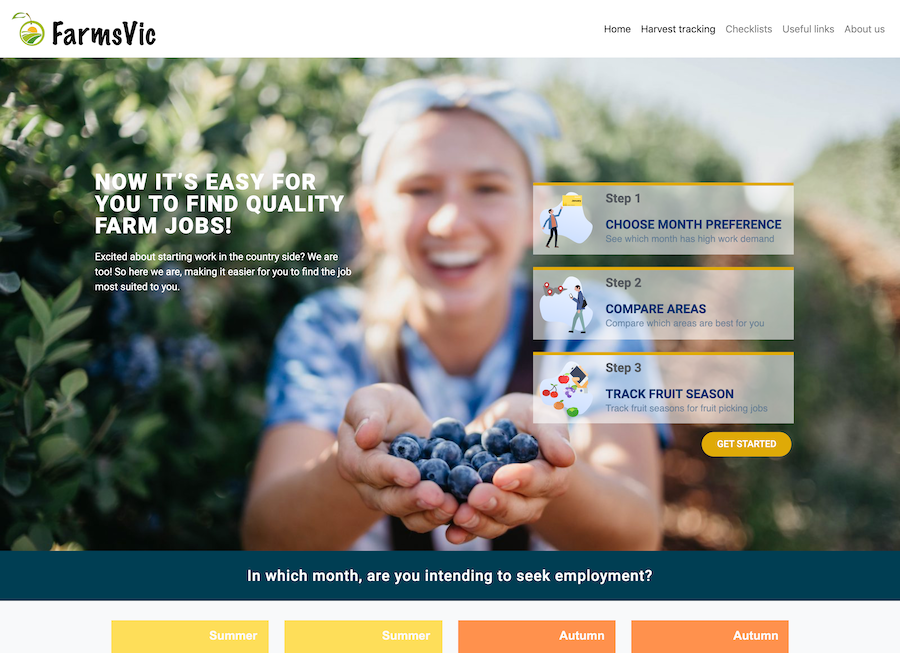 FarmsVic
Home Harvest tracking Checklists Useful links About us
NOW IT'S EASY FOR
YOU TO FIND QUALITY
FARM JOBS!
Excited about starting work in the country side? We are
too! So here we are, making it easier for you to find the job
most suited to you.
Step 1
CHOOSE MONTH PREFERENCE
See which month has high work demand
Step 2
COMPARE AREAS
Compare which areas are best for you
Step 3
TRACK FRUIT SEASON
Track fruit seasons for fruit picking jobs
GET STARTED
In which month, are you intending to seek employment?
Summer Summer Autumn Autumn